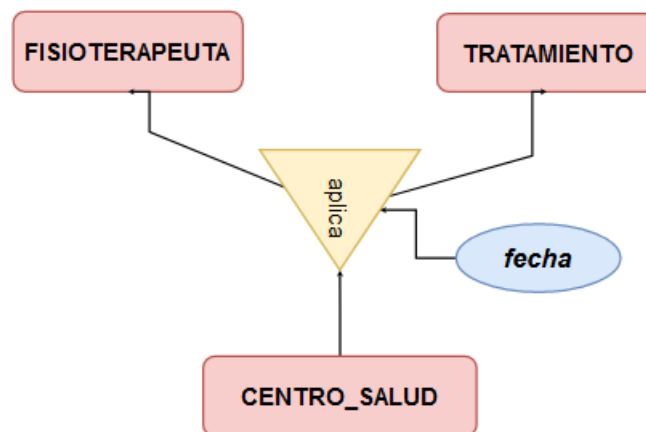 FISIOTERAPEUTA
TRATAMIENTO
aplica
fecha
CENTRO_SALUD